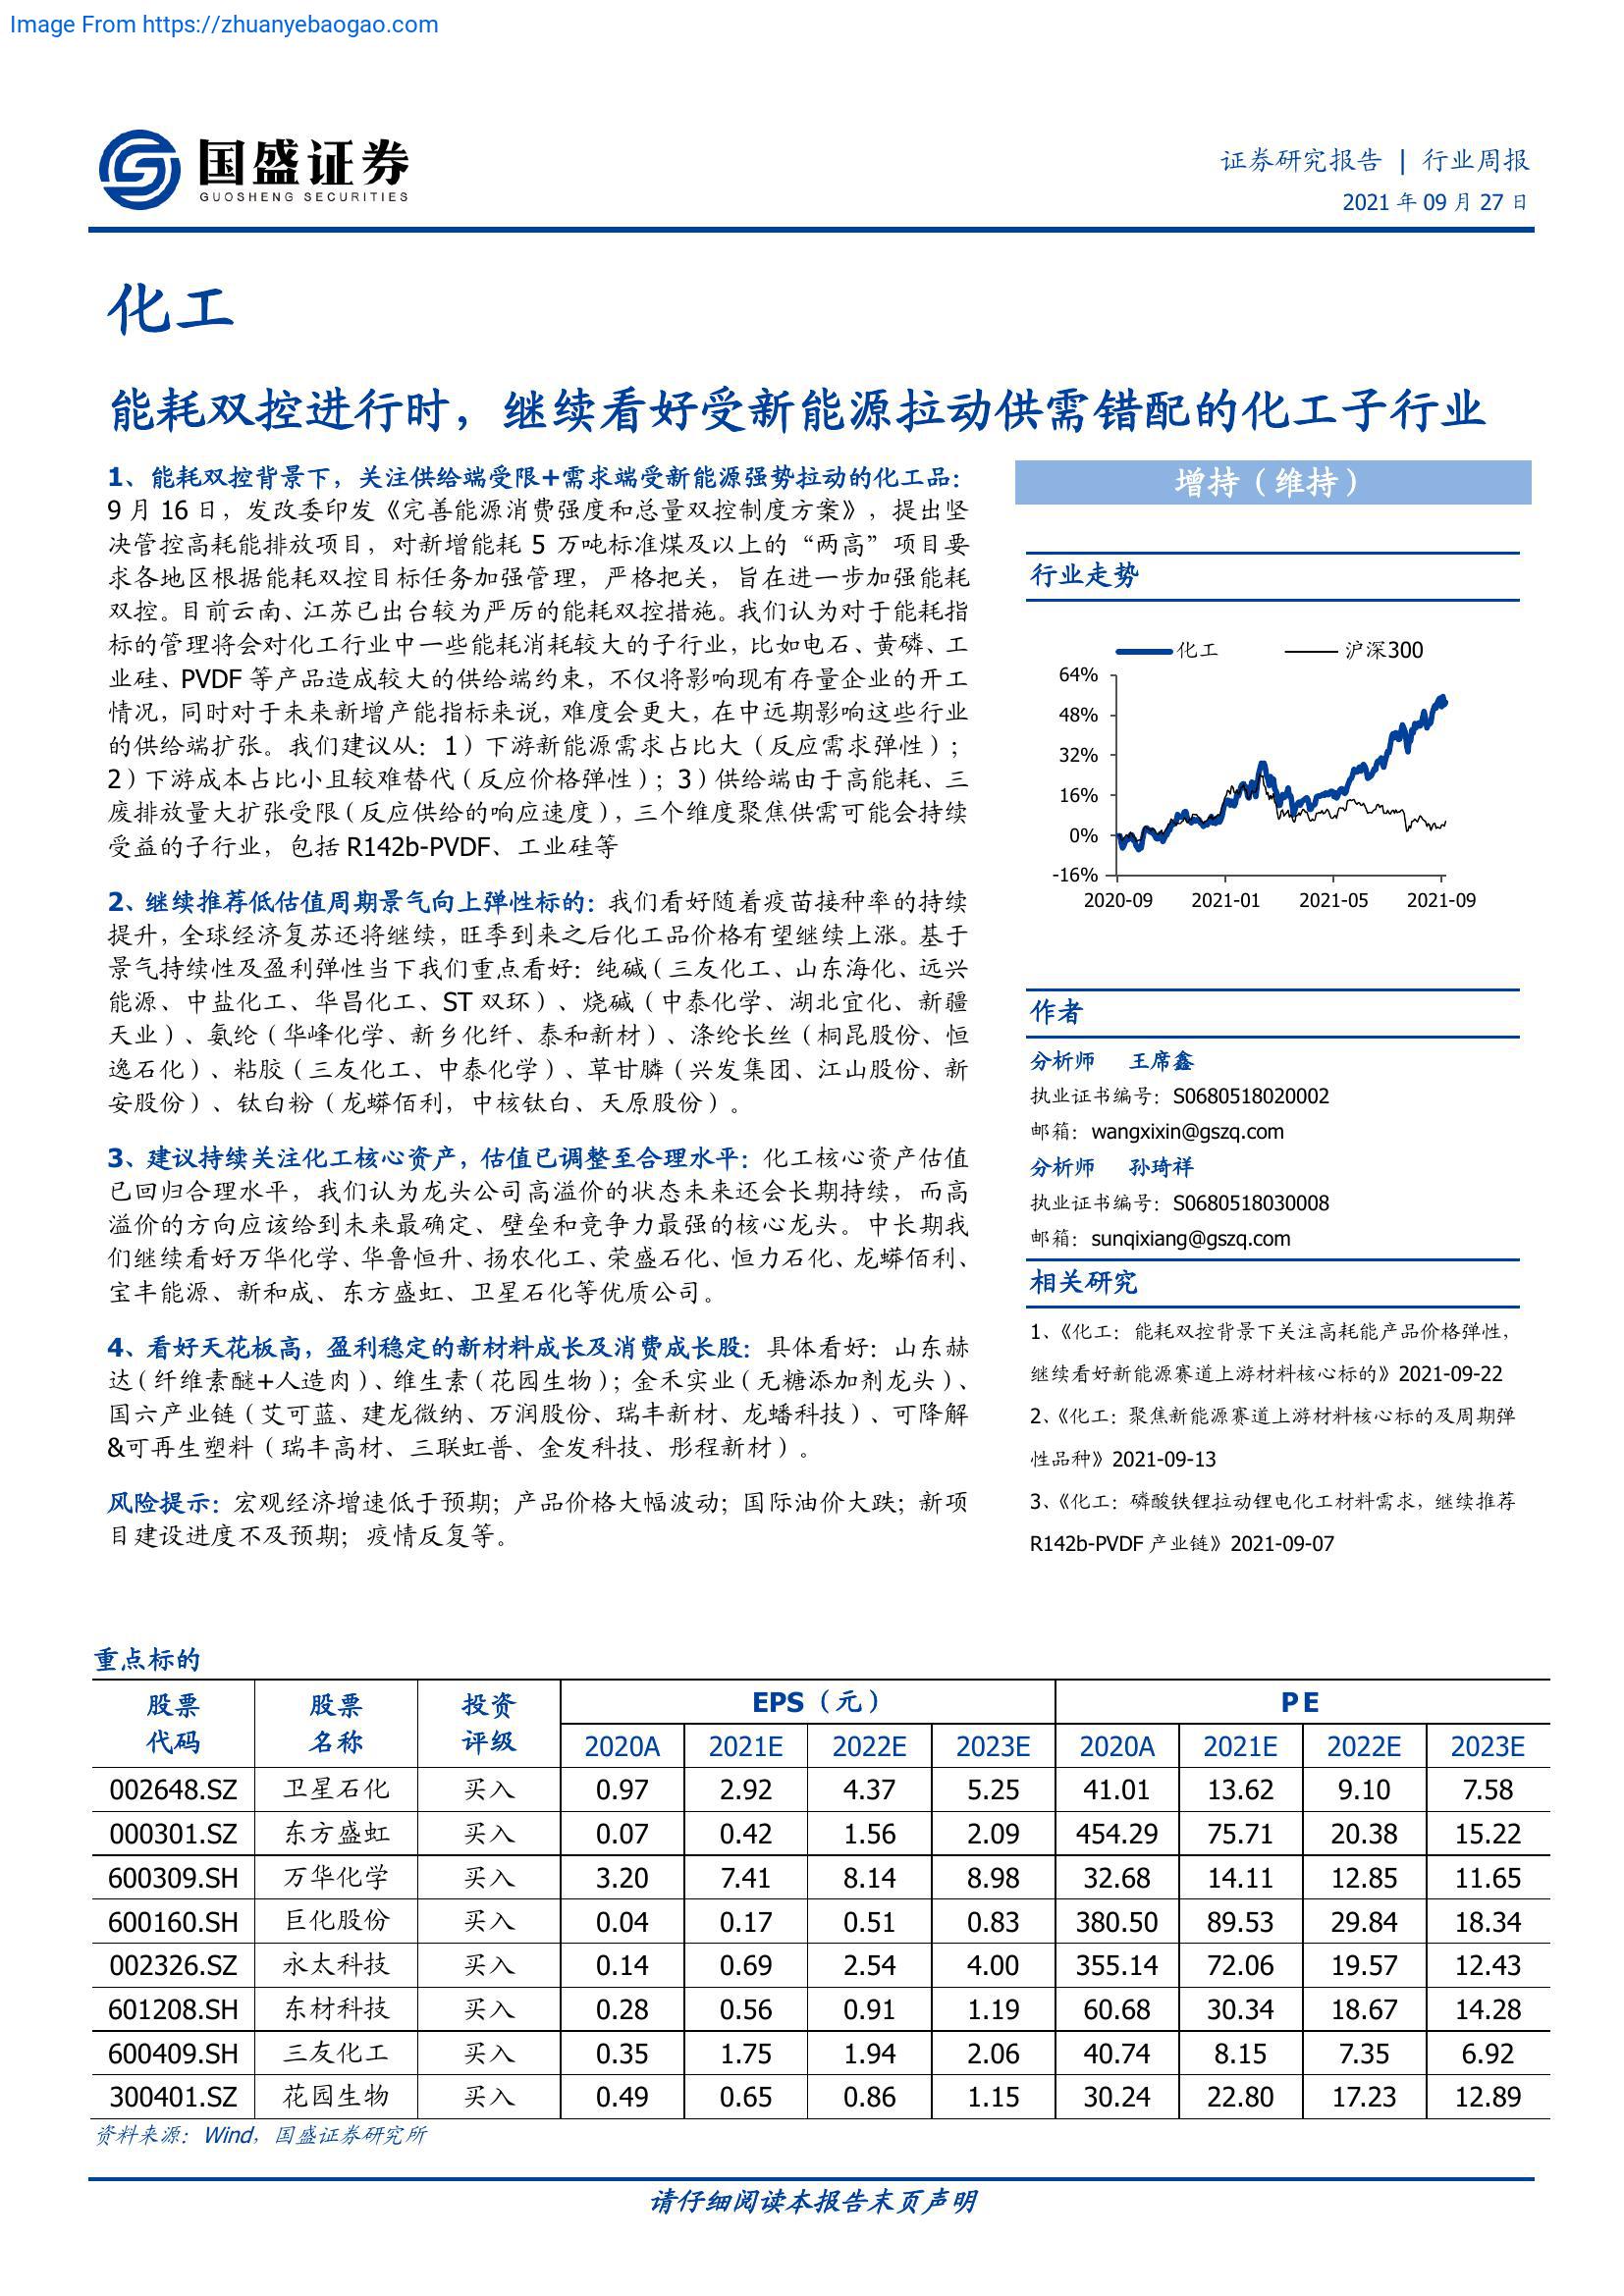 Image From https://zhuanyebaogao.com
国盛证券
GUOSHENG SECURITIES
证券研究报告 | 行业周报
2021 年 09 月 27 日
化工
能耗双控进行时，继续看好受新能源拉动供需错配的化工子行业
1、能耗双控背景下，关注供给端受限+需求端受新能源强势拉动的化工品：
9 月 16 日，发改委印发《完善能源消费强度和总量双控制度方案》，提出坚
决管控高耗能排放项目，对新增能耗 5 万吨标准煤及以上的“两高”项目要
求各地区根据能耗双控目标任务加强管理，严格把关，旨在进一步加强能耗
双控。目前云南、江苏已出台较为严厉的能耗双控措施。我们认为对于能耗指
标的管理将会对化工行业中一些能耗消耗较大的子行业，比如电石、黄磷、工
业硅、PVDF 等产品造成较大的供给端约束，不仅将影响现有存量企业的开工
情况，同时对于未来新增产能指标来说，难度会更大，在中远期影响这些行业
的供给端扩张。我们建议从：1）下游新能源需求占比大（反应需求弹性）；
2）下游成本占比小且较难替代（反应价格弹性）；3）供给端由于高能耗、三
废排放量大扩张受限（反应供给的响应速度），三个维度聚焦供需可能会持续
受益的子行业，包括 R142b-PVDF、工业硅等
2、继续推荐低估值周期景气向上弹性标的：我们看好随着疫苗接种率的持续
提升，全球经济复苏还将继续，旺季到来之后化工品价格有望继续上涨。基于
景气持续性及盈利弹性当下我们重点看好：纯碱（三友化工、山东海化、远兴
能源、中盐化工、华昌化工、ST 双环）、烧碱（中泰化学、湖北宜化、新疆
天业）、氨纶（华峰化学、新乡化纤、泰和新材）、涤纶长丝（桐昆股份、恒
逸石化）、粘胶（三友化工、中泰化学）、草甘膦（兴发集团、江山股份、新
安股份）、钛白粉（龙蟒佰利，中核钛白、天原股份）。
3、建议持续关注化工核心资产，估值已调整至合理水平：化工核心资产估值
已回归合理水平，我们认为龙头公司高溢价的状态未来还会长期持续，而高
溢价的方向应该给到未来最确定、壁垒和竞争力最强的核心龙头。中长期我
们继续看好万华化学、华鲁恒升、扬农化工、荣盛石化、恒力石化、龙蟒佰利、
宝丰能源、新和成、东方盛虹、卫星石化等优质公司。
4、看好天花板高，盈利稳定的新材料成长及消费成长股：具体看好：山东赫
达（纤维素醚+人造肉）、维生素（花园生物）；金禾实业（无糖添加剂龙头）、
国六产业链（艾可蓝、建龙微纳、万润股份、瑞丰新材、龙蟠科技）、可降解
&可再生塑料（瑞丰高材、三联虹普、金发科技、彤程新材）。
风险提示：宏观经济增速低于预期；产品价格大幅波动；国际油价大跌；新项
目建设进度不及预期；疫情反复等。
增持（维持）
行业走势
化工 沪深300
64%
48%
32%
16%
0%
-16%
2020-09 2021-01 2021-05 2021-09
作者
分析师 王席鑫
执业证书编号：S0680518020002
邮箱：wangxixin@gszq.com
分析师 孙琦祥
执业证书编号：S0680518030008
邮箱：sunqixiang@gszq.com
相关研究
1、《化工：能耗双控背景下关注高耗能产品价格弹性，
继续看好新能源赛道上游材料核心标的》2021-09-22
2、《化工：聚焦新能源赛道上游材料核心标的及周期弹
性品种》2021-09-13
3、《化工：磷酸铁锂拉动锂电化工材料需求，继续推荐
R142b-PVDF 产业链》2021-09-07
重点标的
股票 股票 投资 EPS（元） PE
代码 名称 评级 2020A 2021E 2022E 2023E 2020A 2021E 2022E 2023E
002648.SZ 卫星石化 买入 0.97 2.92 4.37 5.25 41.01 13.62 9.10 7.58
000301.SZ 东方盛虹 买入 0.07 0.42 1.56 2.09 454.29 75.71 20.38 15.22
600309.SH 万华化学 买入 3.20 7.41 8.14 8.98 32.68 14.11 12.85 11.65
600160.SH 巨化股份 买入 0.04 0.17 0.51 0.83 380.50 89.53 29.84 18.34
002326.SZ 永太科技 买入 0.14 0.69 2.54 4.00 355.14 72.06 19.57 12.43
601208.SH 东材科技 买入 0.28 0.56 0.91 1.19 60.68 30.34 18.67 14.28
600409.SH 三友化工 买入 0.35 1.75 1.94 2.06 40.74 8.15 7.35 6.92
300401.SZ 花园生物 买入 0.49 0.65 0.86 1.15 30.24 22.80 17.23 12.89
资料来源：Wind，国盛证券研究所
请仔细阅读本报告末页声明